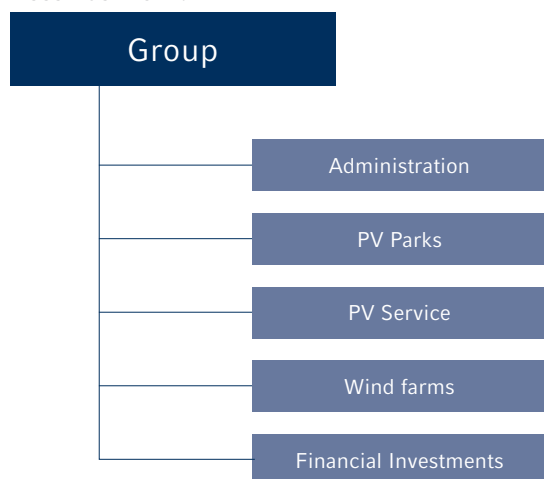 Group
Administration
PV Parks
PV Service
Wind farms
Financial Investments